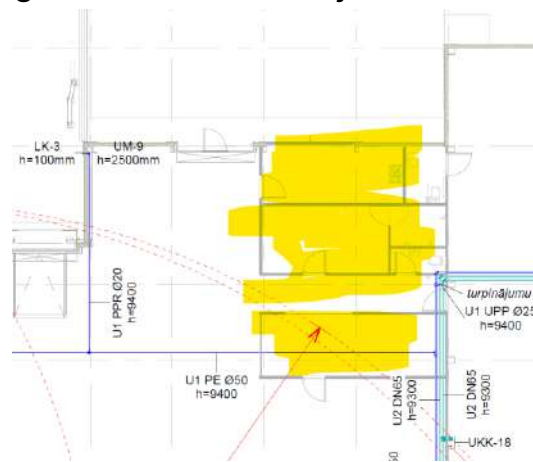 LK-3
h=100mm
UM-9
h=2500mm
U1 PPR Ø20
h=9400
turpinājumu
U1 UPP Ø25
h=9400
U1 PE Ø50
h=9400
U2 DN65
h=9300
U2 DN65
h=9300
UKK-18